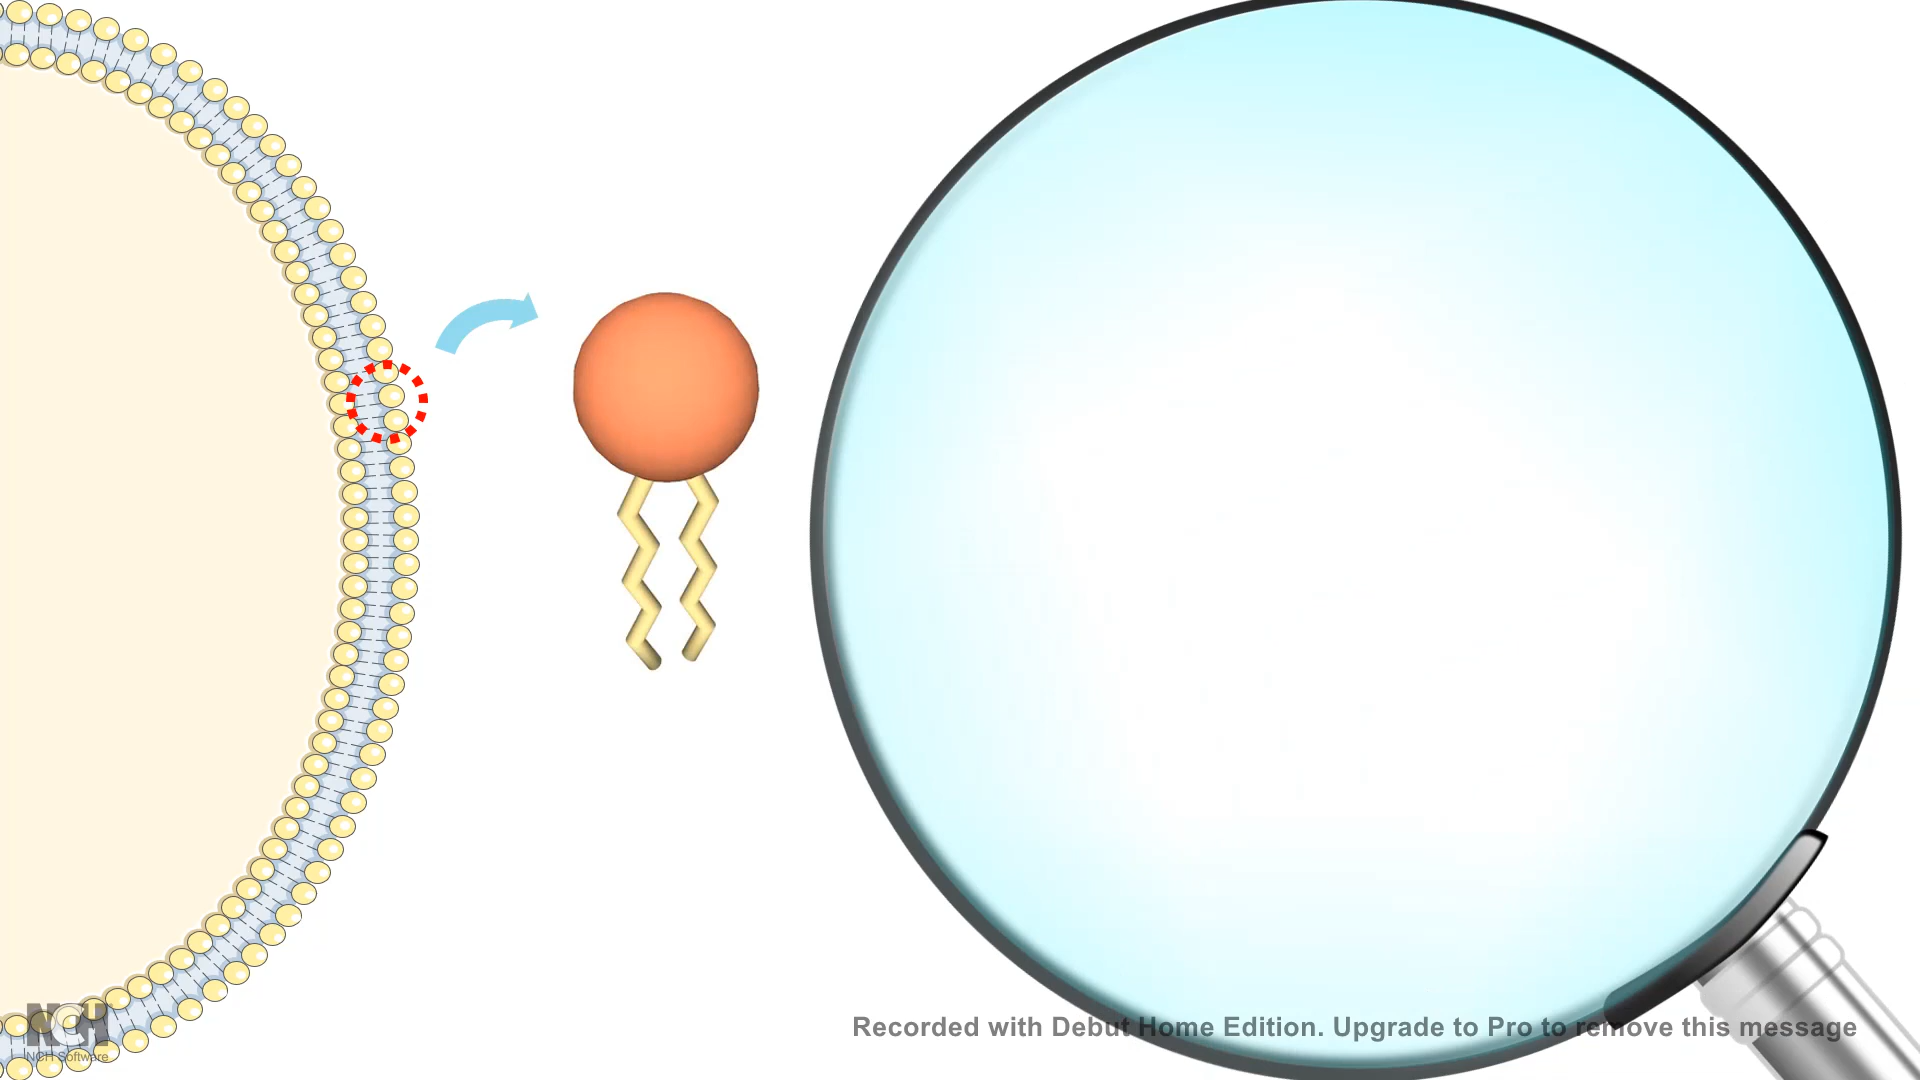 NCH
NCH Software
Recorded with Debut Home Edition. Upgrade to Pro to remove this message